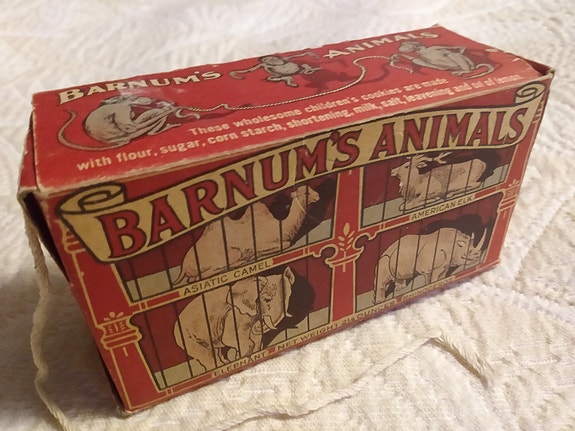 BARNUM'S ANIMALS
These wholesome children's cookies are made
with flour, sugar, corn starch, shortening, milk, salt, leavening and oil of lemon.
BARNUM'S ANIMALS
ASIATIC CAMEL
AMERICAN ELK
ELEPHANT NET WEIGHT OUNCES